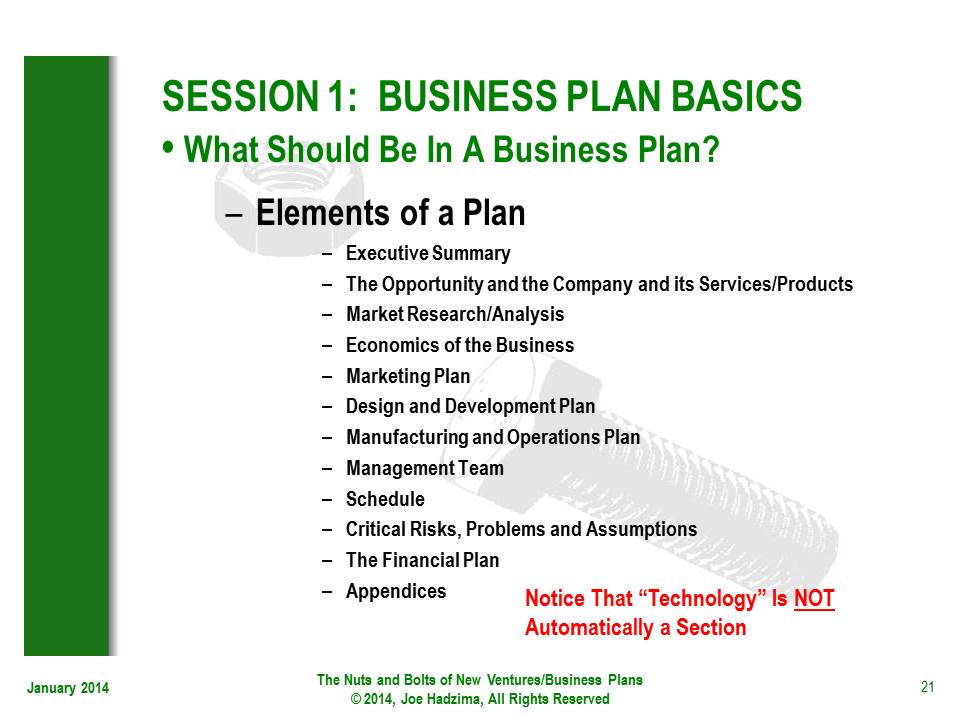 SESSION 1: BUSINESS PLAN BASICS
• What Should Be In A Business Plan?
– Elements of a Plan
– Executive Summary
– The Opportunity and the Company and its Services/Products
– Market Research/Analysis
– Economics of the Business
– Marketing Plan
– Design and Development Plan
– Manufacturing and Operations Plan
– Management Team
– Schedule
– Critical Risks, Problems and Assumptions
– The Financial Plan
– Appendices
Notice That “Technology” Is NOT
Automatically a Section
January 2014
The Nuts and Bolts of New Ventures/Business Plans
© 2014, Joe Hadzima, All Rights Reserved
21